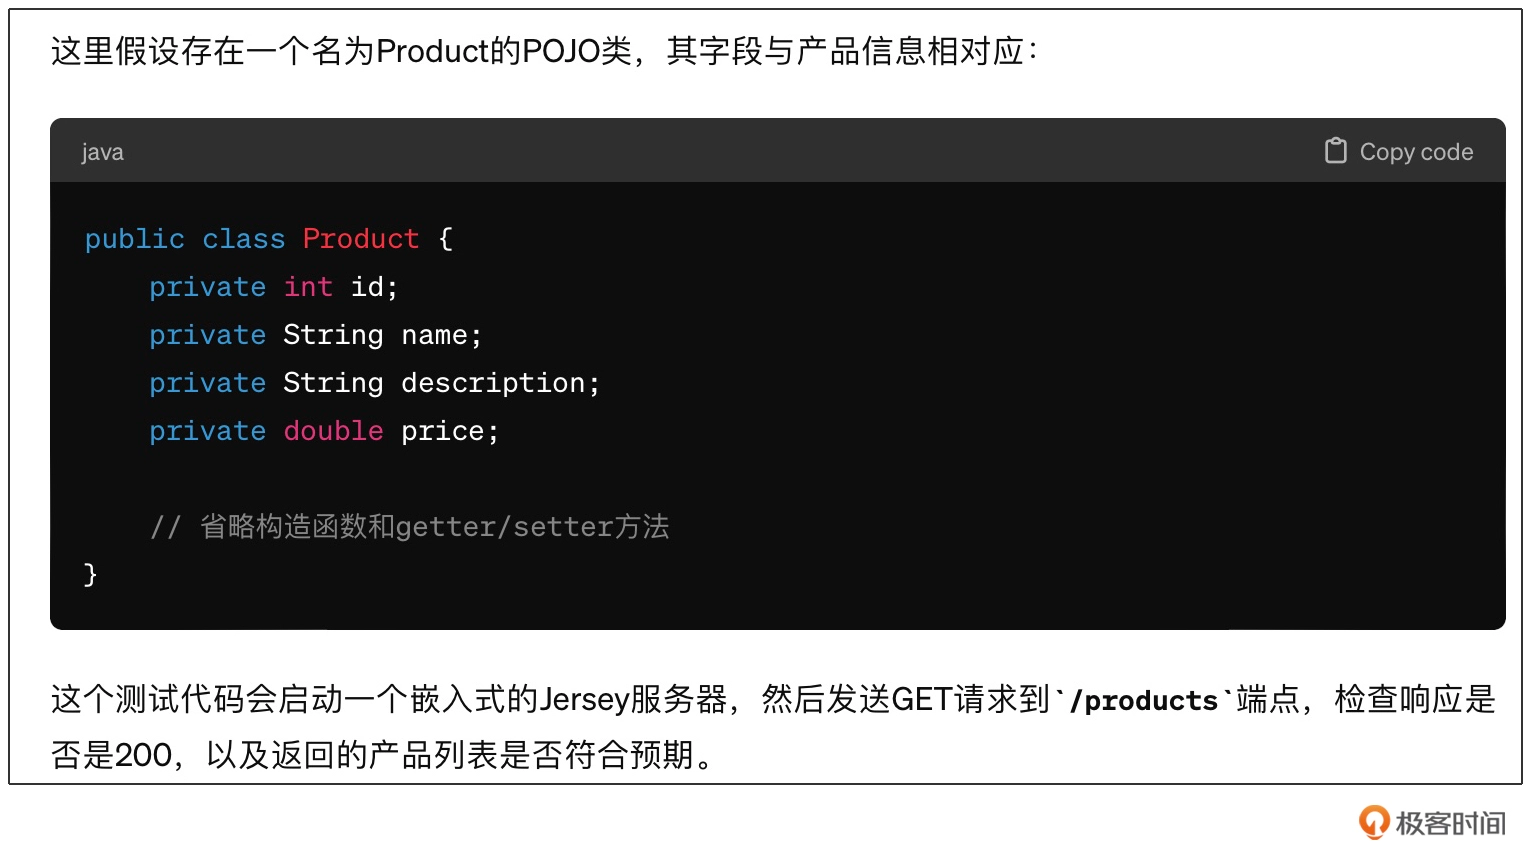 这里假设存在一个名为Product的POJO类，其字段与产品信息相对应：
java
Copy code
public class Product {
    private int id;
    private String name;
    private String description;
    private double price;
    // 省略构造函数和getter/setter方法
}
这个测试代码会启动一个嵌入式的Jersey服务器，然后发送GET请求到`/products`端点，检查响应是
否是200，以及返回的产品列表是否符合预期。
极客时间